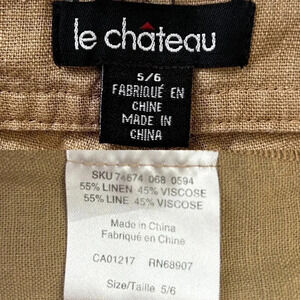 le château
5/6
FABRIQUÉ EN
CHINE
MADE IN
CHINA
SKU 74674 068 0594
55% LINEN 45% VISCOSE
55% LINE 45% VISCOSE
Made in China
Fabriqué en Chine
CA01217 RN68907
Size/Taille 5/6